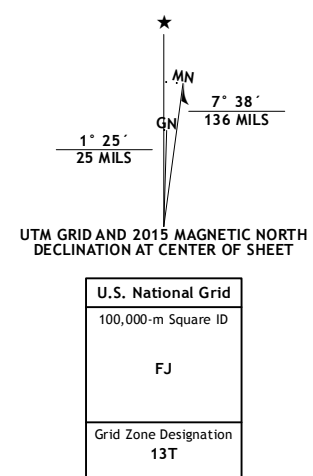 ★
MN
7° 38´
136 MILS
GN
1° 25´
25 MILS
UTM GRID AND 2015 MAGNETIC NORTH
DECLINATION AT CENTER OF SHEET
U.S. National Grid
100,000-m Square ID
FJ
Grid Zone Designation
13T